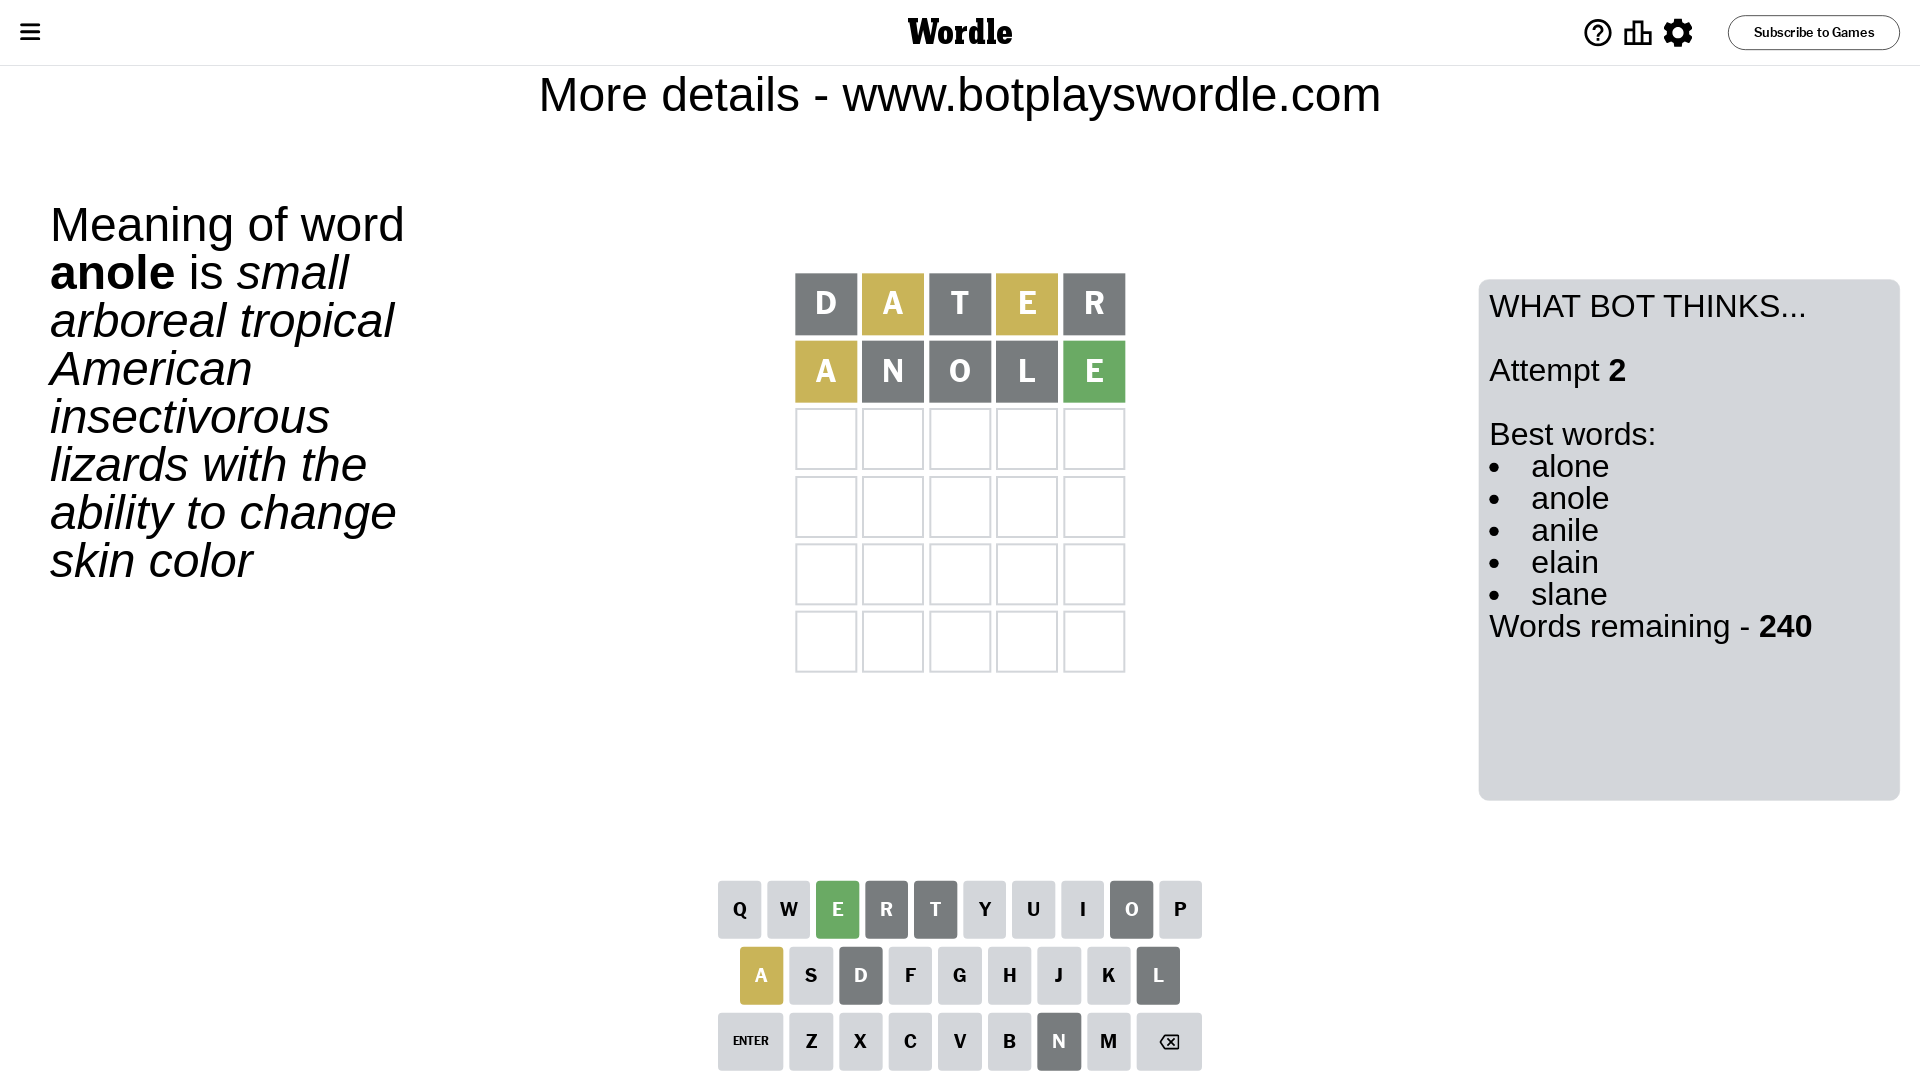 Wordle
Subscribe to Games
More details - www.botplayswordle.com
Meaning of word
anole is small
arboreal tropical
American
insectivorous
lizards with the
ability to change
skin color
D A T E R
A N O L E
WHAT BOT THINKS...
Attempt 2
Best words:
• alone
• anole
• anile
• elain
• slane
Words remaining - 240
Q W E R T Y U I O P
A S D F G H J K L
ENTER Z X C V B N M